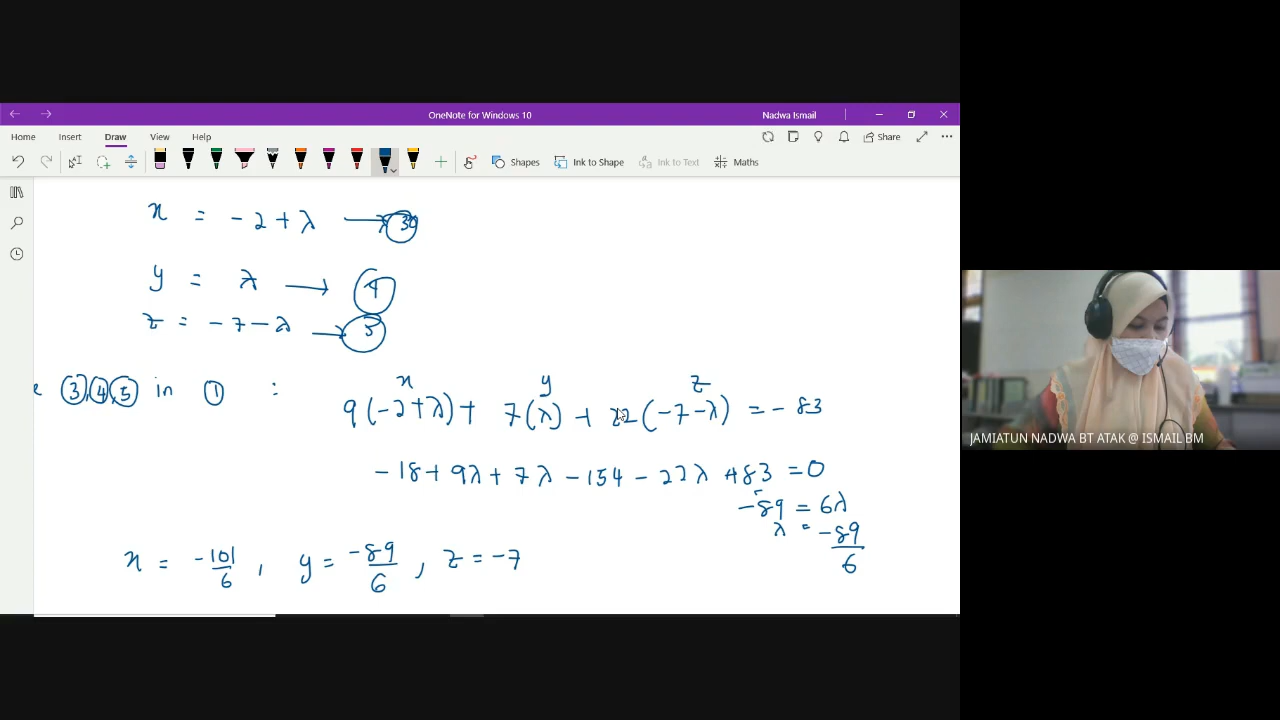 OneNote for Windows 10
Nadwa Ismail
Home Insert Draw View Help
Share
Shapes Ink to Shape Ink to Text Maths
x = -2 + λ → 3
y = λ → 4
z = -7 - λ → 5
3, 4, 5 in 1 :
x y z
9(-2+λ) + 7(λ) + 22(-7-λ) = -83
-18 + 9λ + 7λ - 154 - 22λ + 83 = 0
-89 = 6λ
λ = -89/6
x = -101/6, y = -89/6, z = -7
JAMIATUN NADWA BT ATAK @ ISMAIL BM